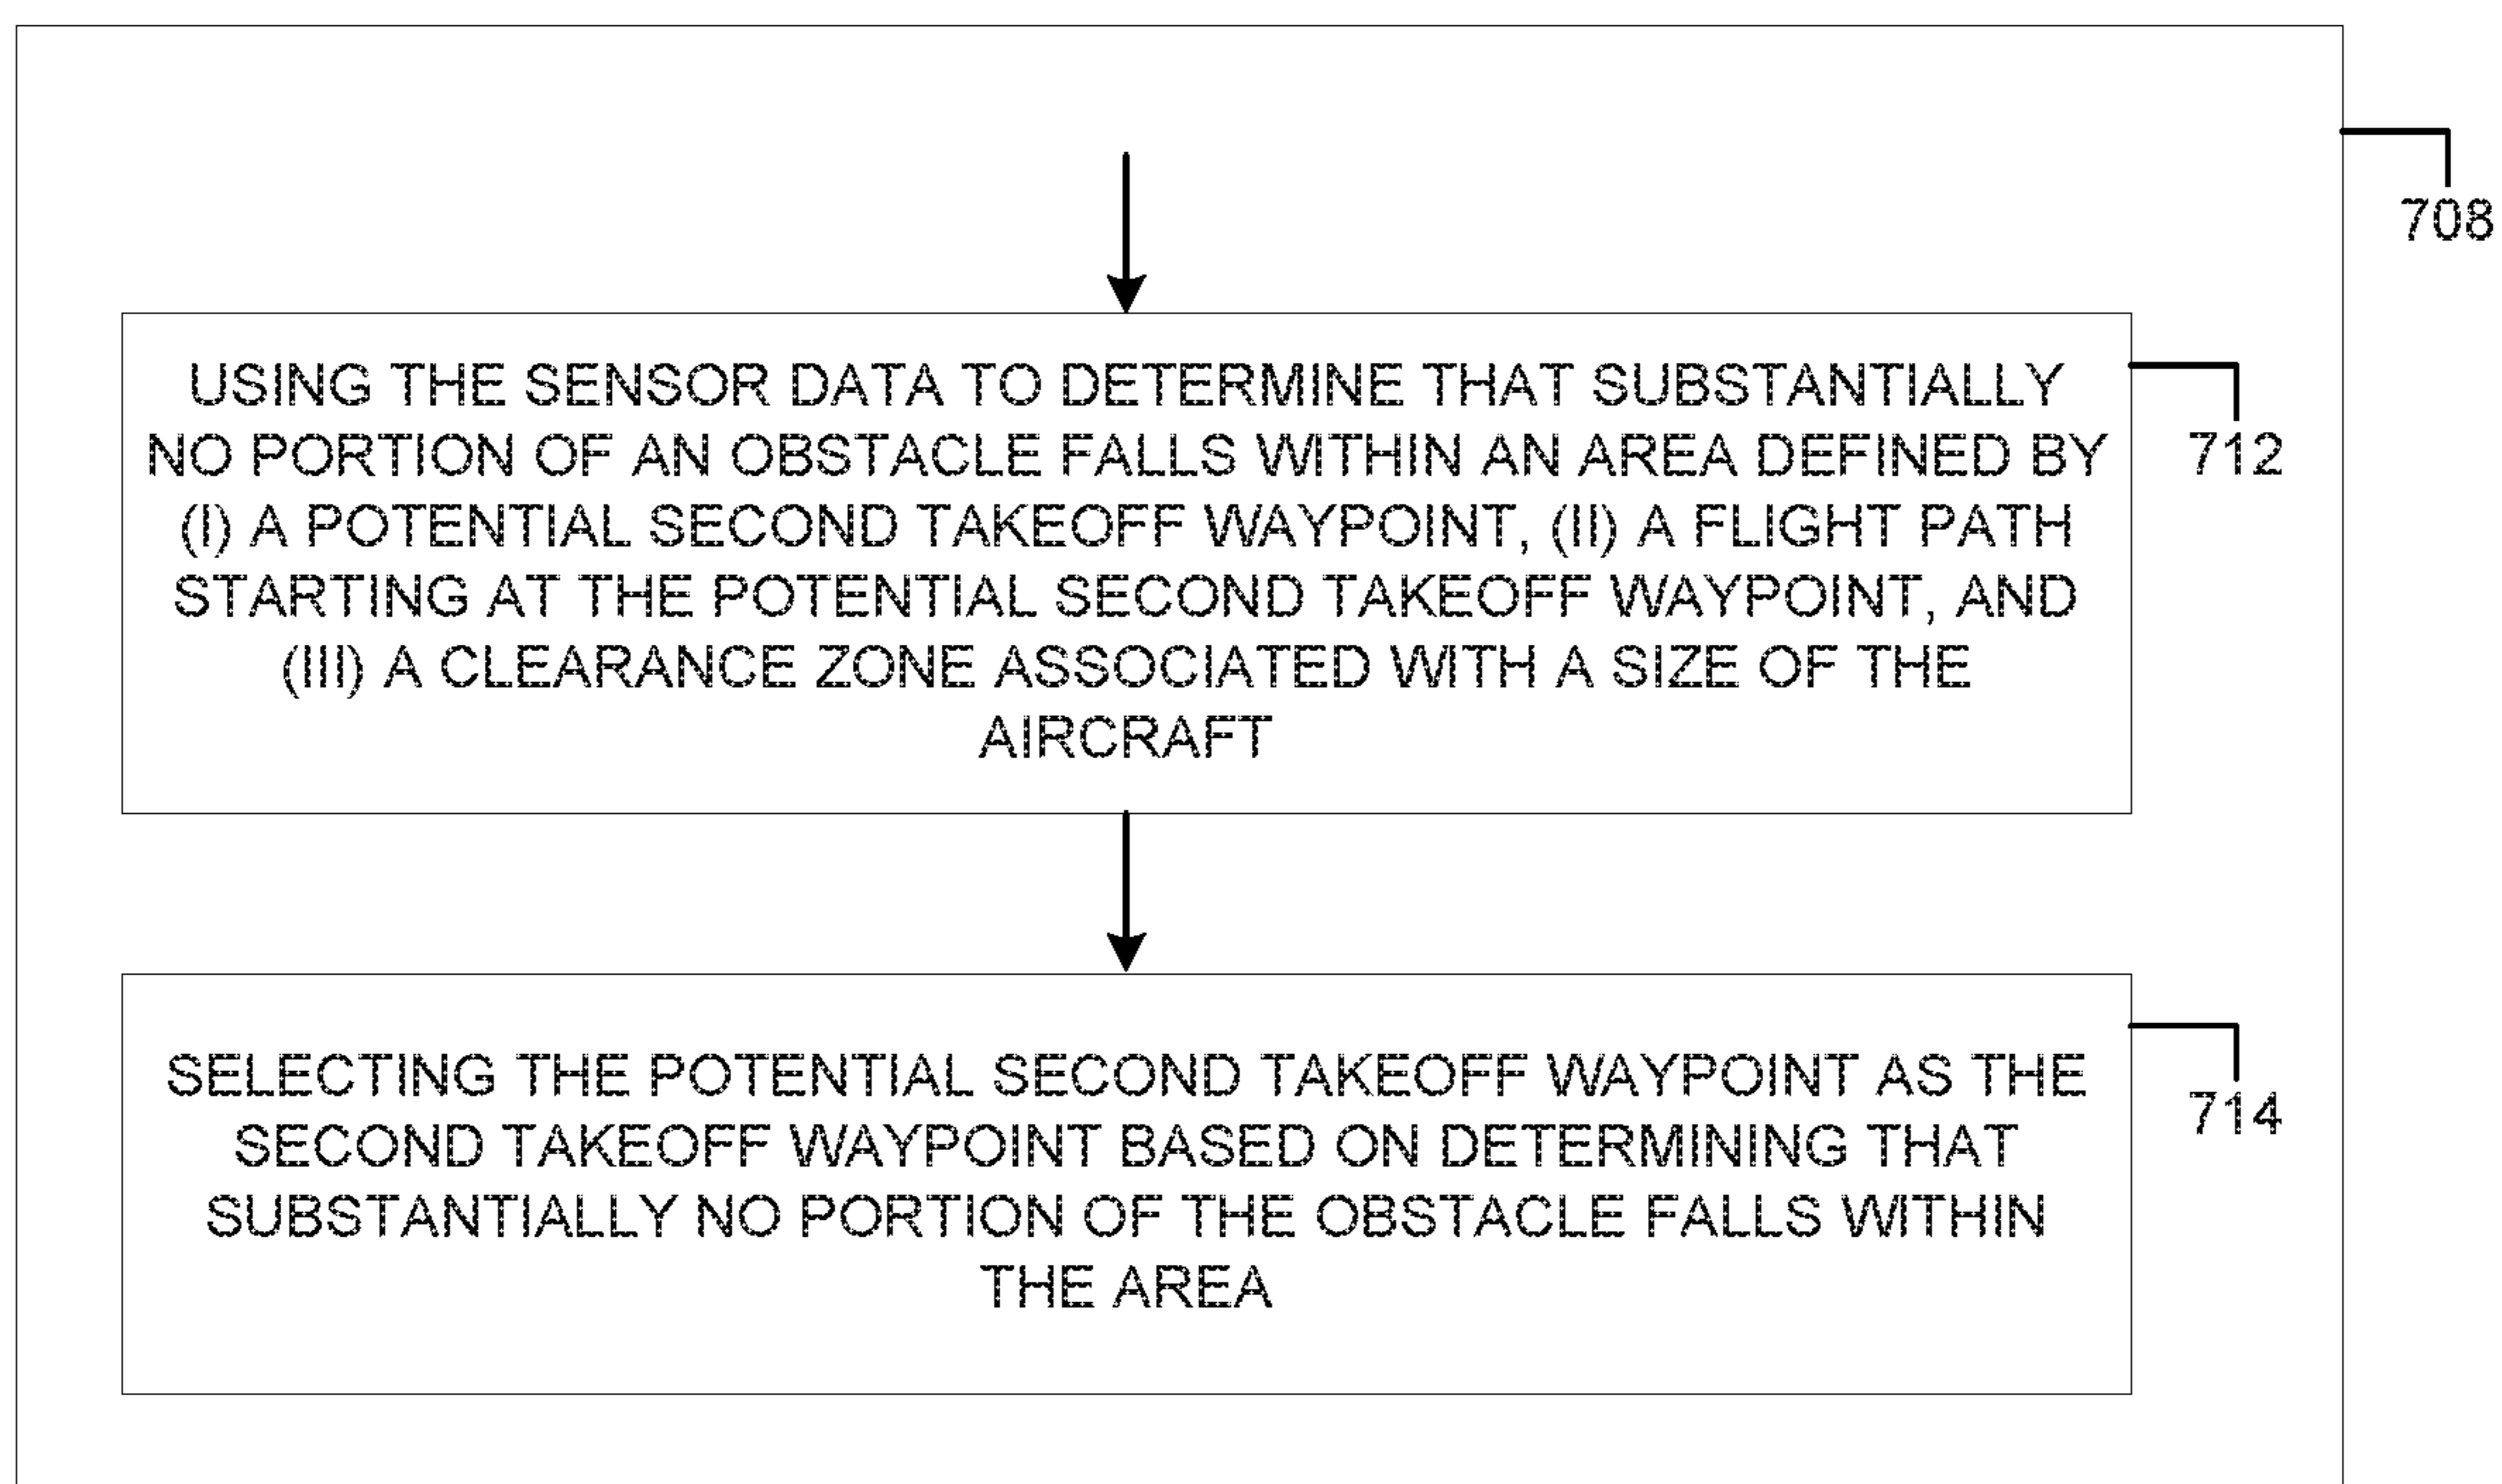 708
USING THE SENSOR DATA TO DETERMINE THAT SUBSTANTIALLY
NO PORTION OF AN OBSTACLE FALLS WITHIN AN AREA DEFINED BY
(I) A POTENTIAL SECOND TAKEOFF WAYPOINT, (II) A FLIGHT PATH
STARTING AT THE POTENTIAL SECOND TAKEOFF WAYPOINT, AND
(III) A CLEARANCE ZONE ASSOCIATED WITH A SIZE OF THE
AIRCRAFT
712
SELECTING THE POTENTIAL SECOND TAKEOFF WAYPOINT AS THE
SECOND TAKEOFF WAYPOINT BASED ON DETERMINING THAT
SUBSTANTIALLY NO PORTION OF THE OBSTACLE FALLS WITHIN
THE AREA
714